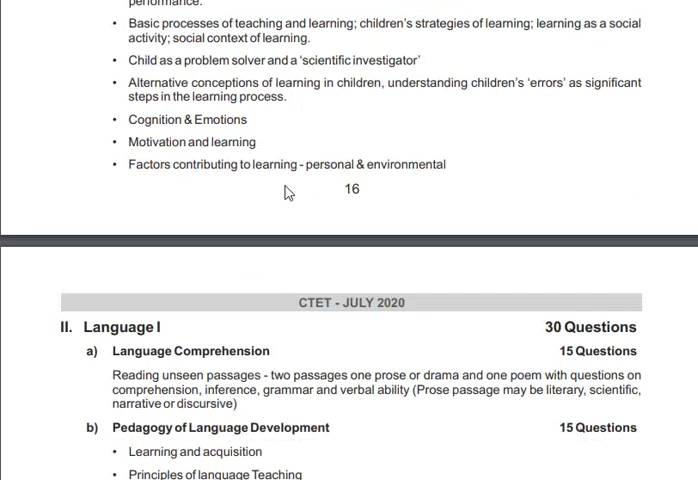 performance.
• Basic processes of teaching and learning; children's strategies of learning; learning as a social
activity; social context of learning.
• Child as a problem solver and a 'scientific investigator'
• Alternative conceptions of learning in children, understanding children's 'errors' as significant
steps in the learning process.
• Cognition & Emotions
• Motivation and learning
• Factors contributing to learning - personal & environmental
16
CTET - JULY 2020
II. Language I 30 Questions
a) Language Comprehension 15 Questions
Reading unseen passages - two passages one prose or drama and one poem with questions on
comprehension, inference, grammar and verbal ability (Prose passage may be literary, scientific,
narrative or discursive)
b) Pedagogy of Language Development 15 Questions
• Learning and acquisition
• Principles of language Teaching